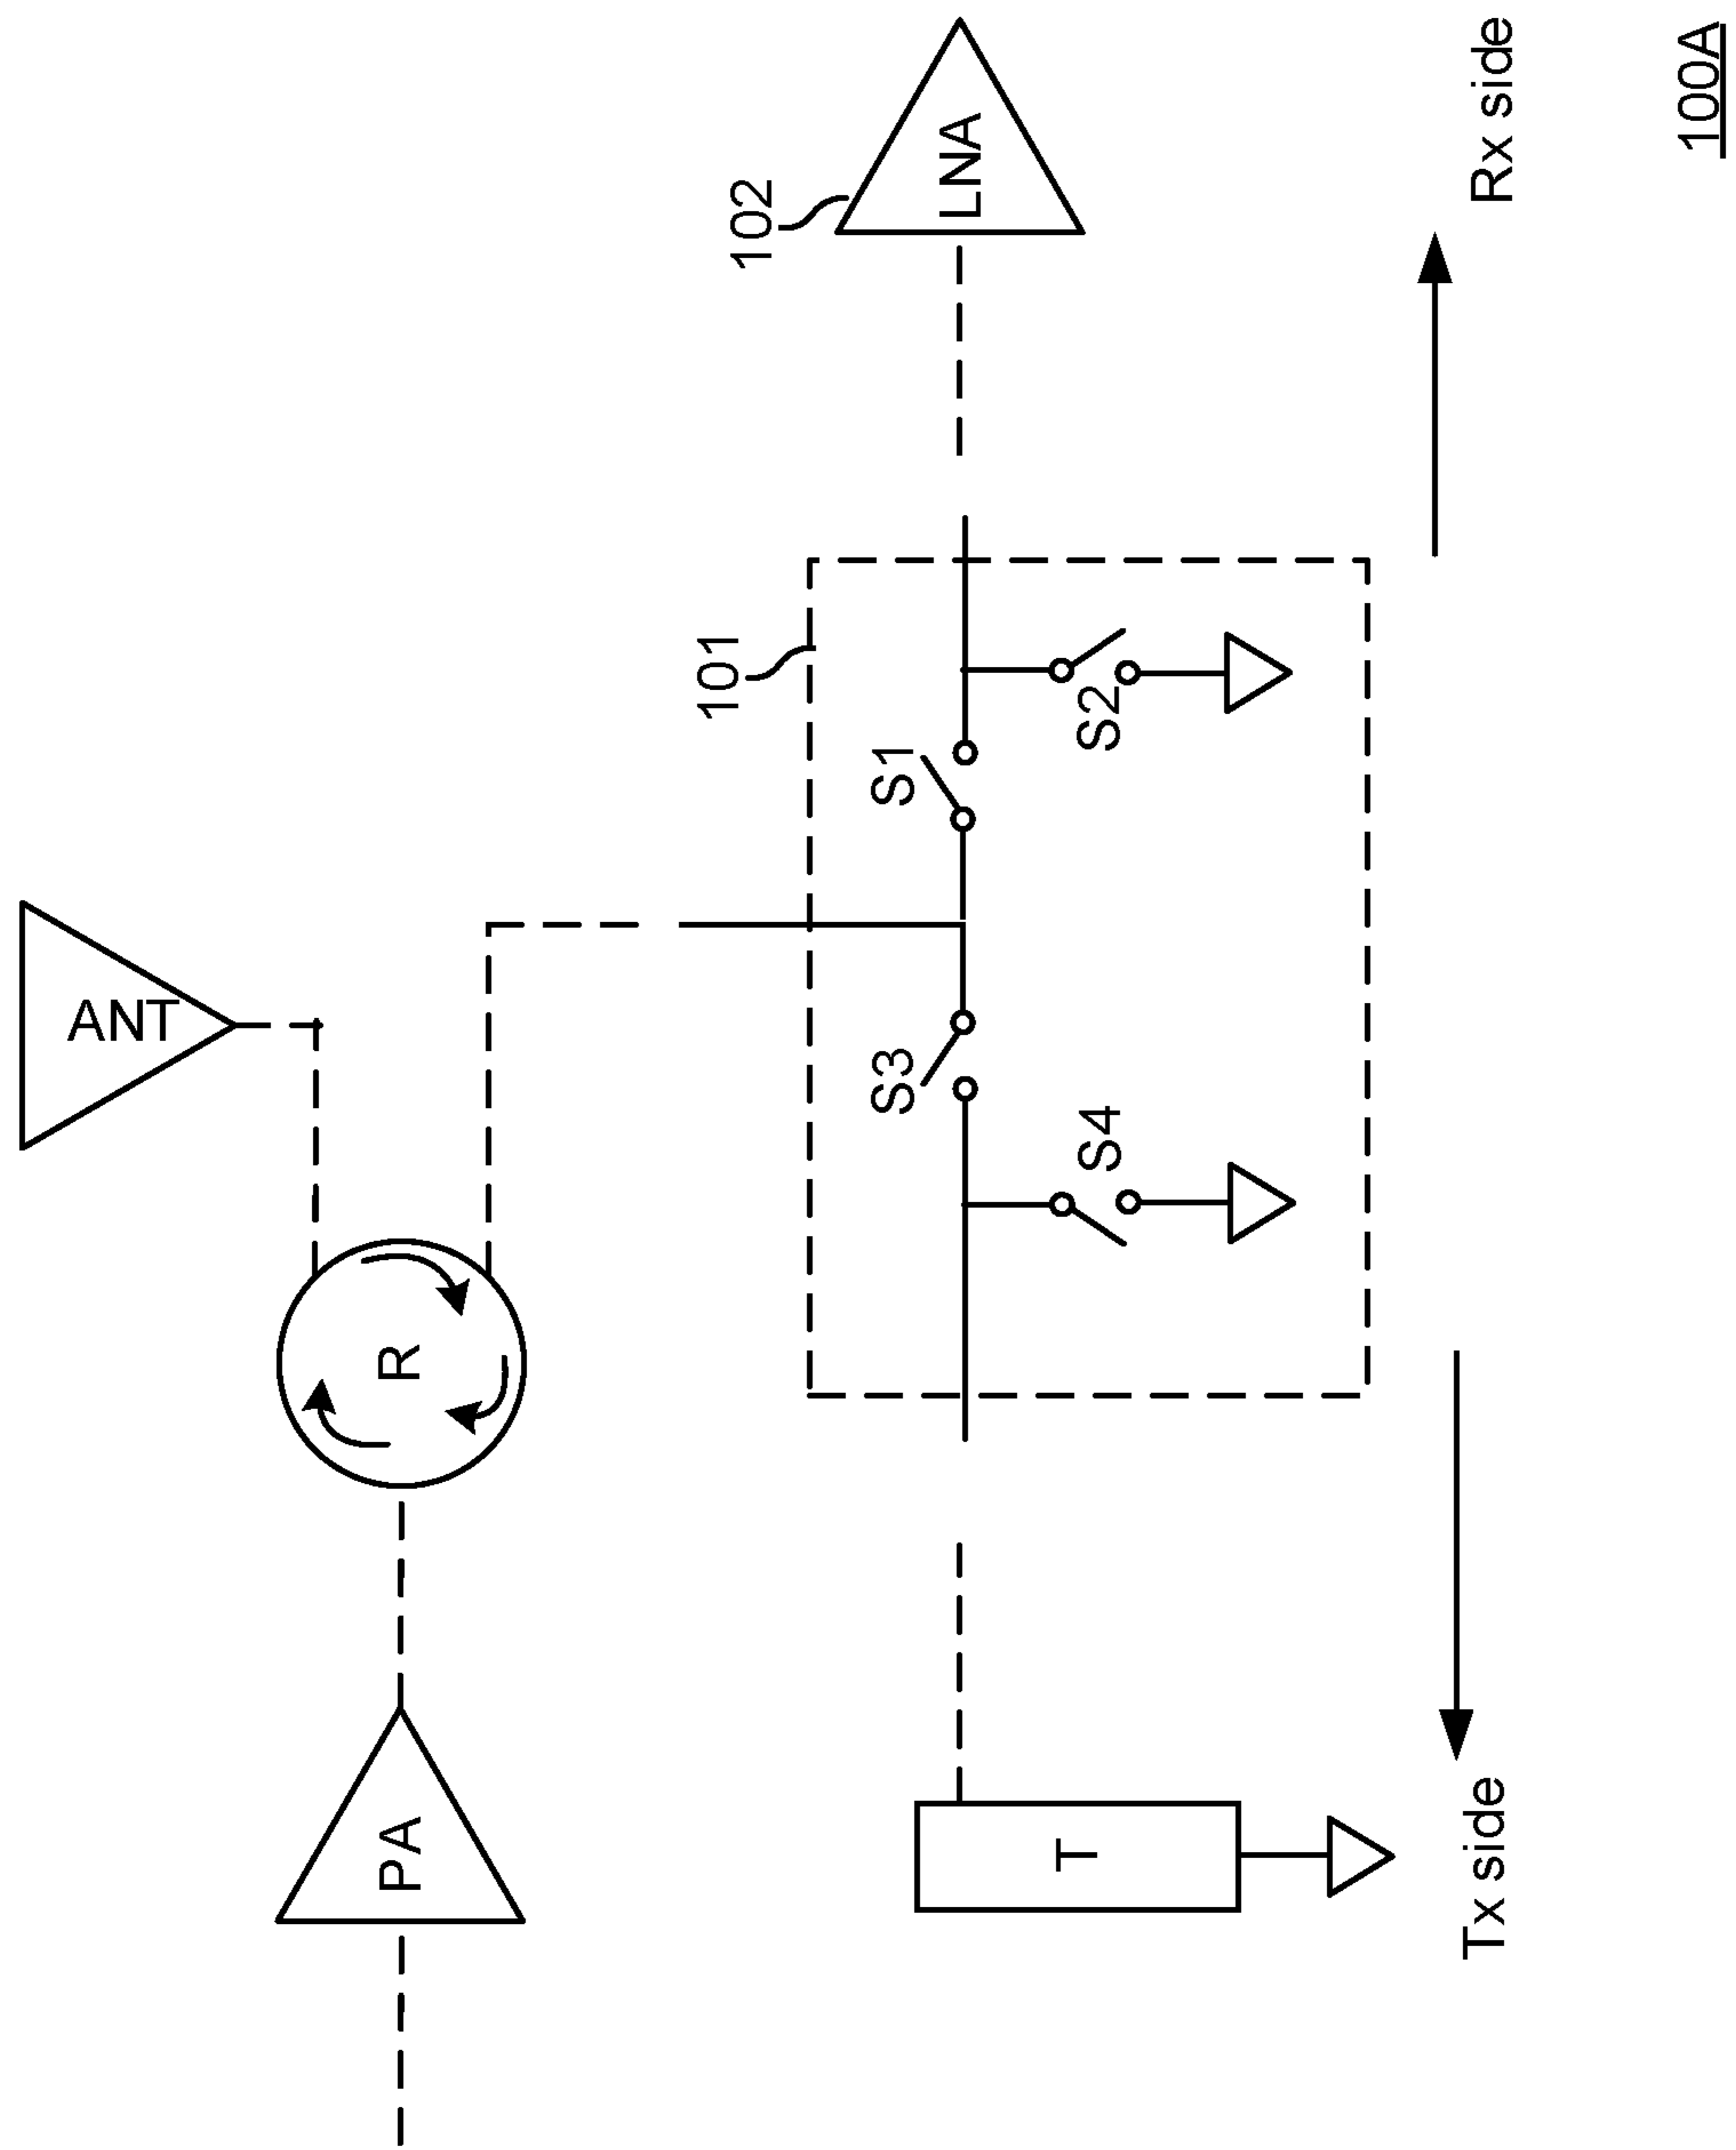 ANT
PA
R
101
102
S3
S1
LNA
S4
S2
T
Tx side
Rx side
100A